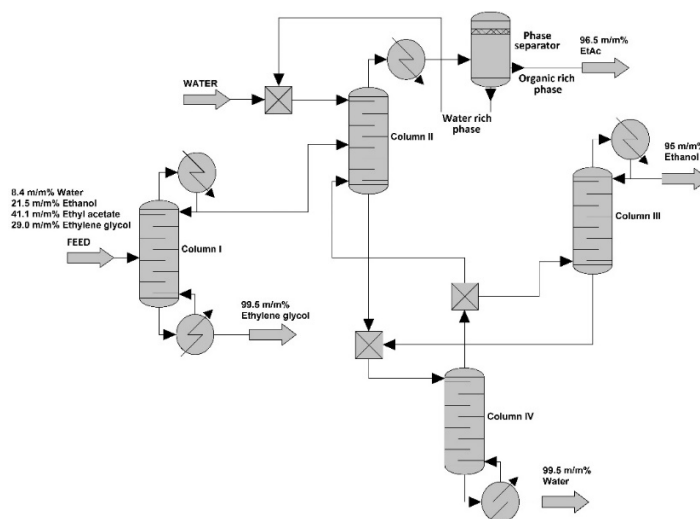 Phase
separator
96.5 m/m%
EtAc
Organic rich
phase
WATER
Water rich
phase
Column II
96 m/m%
Ethanol
Column III
8.4 m/m% Water
21.5 m/m% Ethanol
41.1 m/m% Ethyl acetate
29.0 m/m% Ethylene glycol
FEED
Column I
99.5 m/m%
Ethylene glycol
Column IV
99.5 m/m%
Water